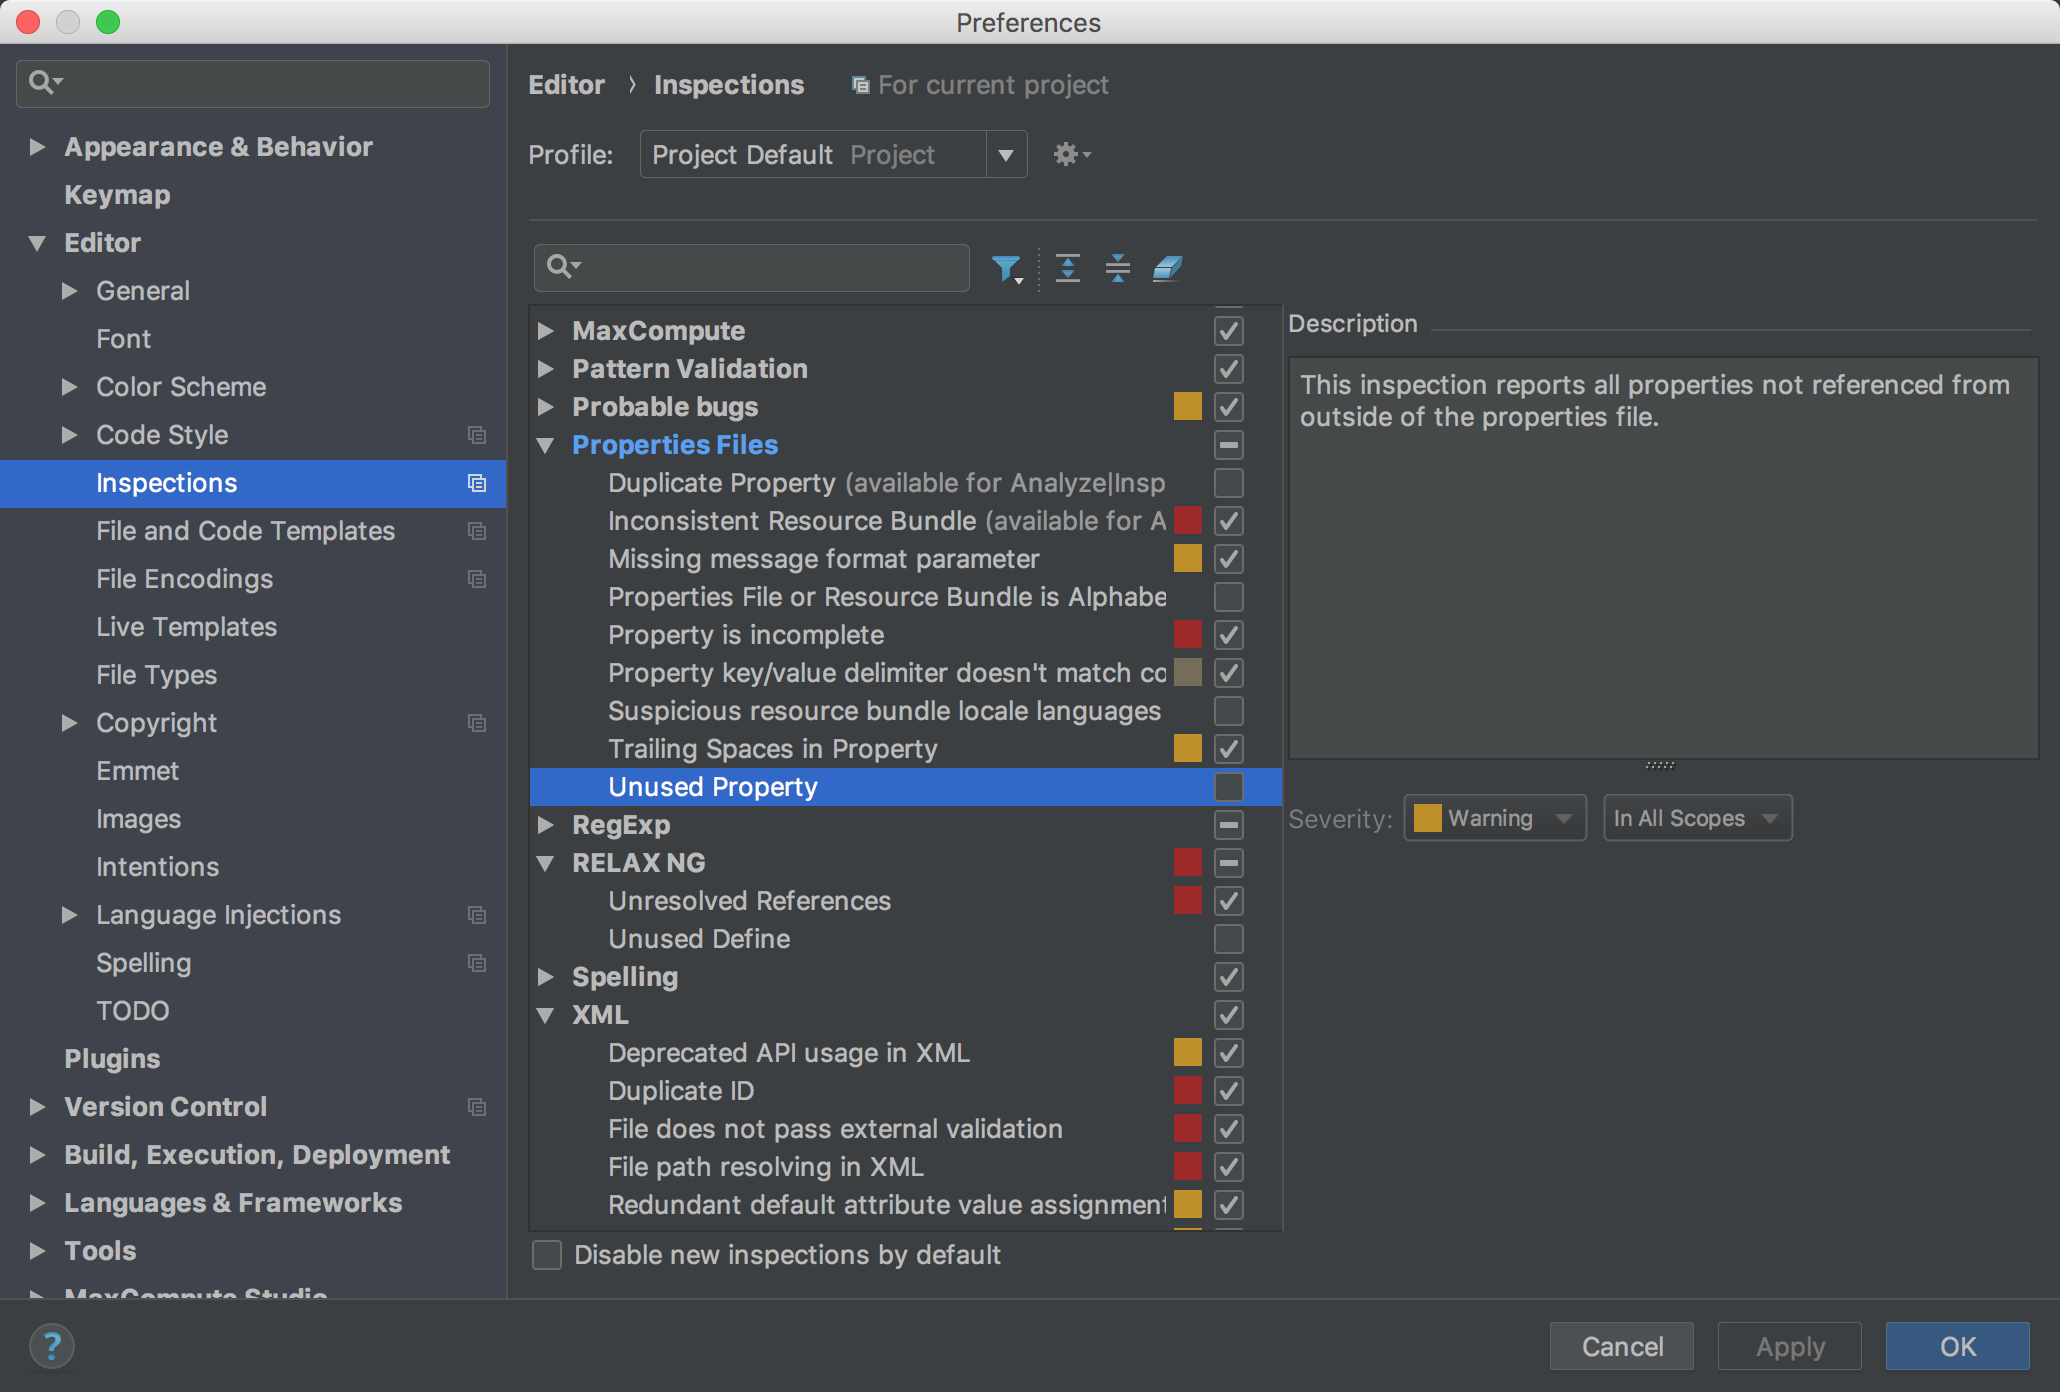 Preferences
Appearance & Behavior
Keymap
Editor
General
Font
Color Scheme
Code Style
Inspections
File and Code Templates
File Encodings
Live Templates
File Types
Copyright
Emmet
Images
Intentions
Language Injections
Spelling
TODO
Plugins
Version Control
Build, Execution, Deployment
Languages & Frameworks
Tools
MaxCompute Studio
Editor › Inspections For current project
Profile: Project Default Project
MaxCompute
Pattern Validation
Probable bugs
Properties Files
Duplicate Property (available for Analyze|Insp
Inconsistent Resource Bundle (available for A
Missing message format parameter
Properties File or Resource Bundle is Alphabe
Property is incomplete
Property key/value delimiter doesn't match co
Suspicious resource bundle locale languages
Trailing Spaces in Property
Unused Property
RegExp
RELAX NG
Unresolved References
Unused Define
Spelling
XML
Deprecated API usage in XML
Duplicate ID
File does not pass external validation
File path resolving in XML
Redundant default attribute value assignment
Disable new inspections by default
Description
This inspection reports all properties not referenced from
outside of the properties file.
Severity: Warning In All Scopes
?
Cancel Apply OK